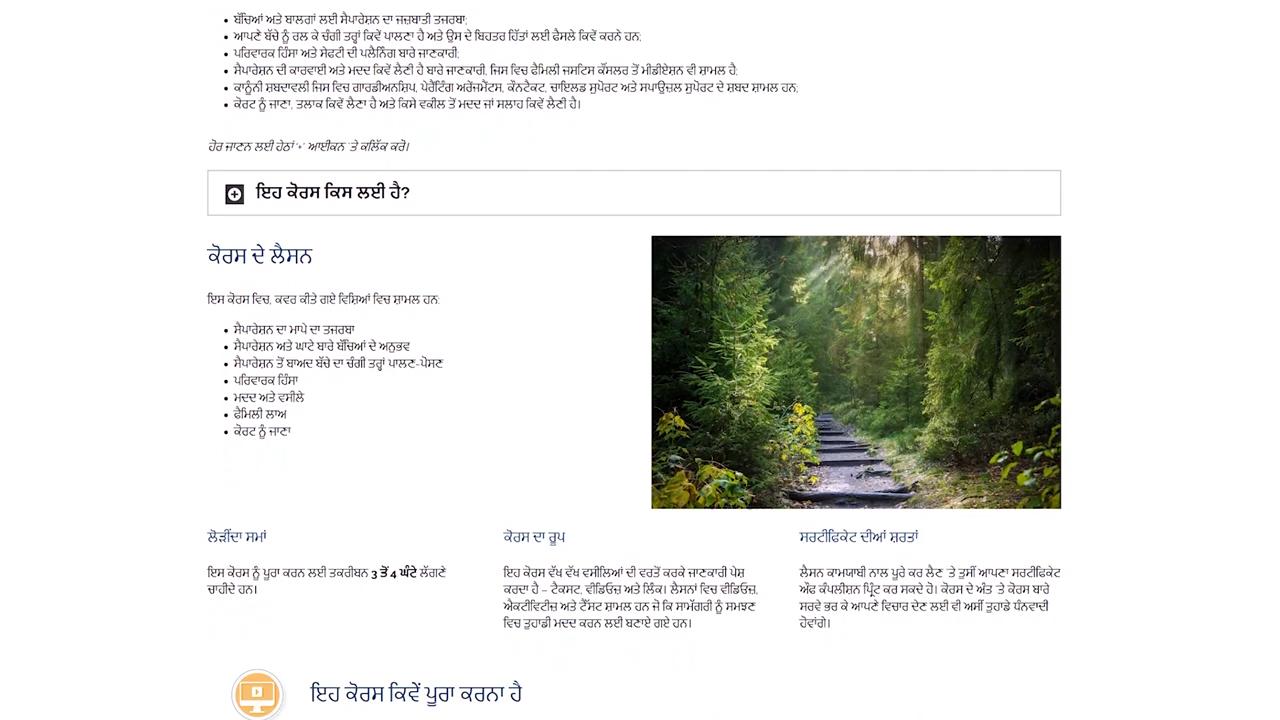 • ਬੱਚਿਆਂ ਅਤੇ ਬਾਲਗਾਂ ਲਈ ਸੈਪਾਰੇਸ਼ਨ ਦਾ ਜਜ਼ਬਾਤੀ ਤਜਰਬਾ;
• ਆਪਣੇ ਬੱਚੇ ਨੂੰ ਰਲ ਕੇ ਚੰਗੀ ਤਰ੍ਹਾਂ ਕਿਵੇਂ ਪਾਲਣਾ ਹੈ ਅਤੇ ਉਸ ਦੇ ਬਿਹਤਰ ਹਿੱਤਾਂ ਲਈ ਫੈਸਲੇ ਕਿਵੇਂ ਕਰਨੇ ਹਨ;
• ਪਰਿਵਾਰਕ ਹਿੰਸਾ ਅਤੇ ਸੇਫਟੀ ਦੀ ਪਲੈਨਿੰਗ ਬਾਰੇ ਜਾਣਕਾਰੀ;
• ਸੈਪਾਰੇਸ਼ਨ ਦੀ ਕਾਰਵਾਈ ਅਤੇ ਮਦਦ ਕਿਵੇਂ ਲੈਣੀ ਹੈ ਬਾਰੇ ਜਾਣਕਾਰੀ, ਜਿਸ ਵਿਚ ਫੈਮਿਲੀ ਜਸਟਿਸ ਕੌਂਸਲਰ ਤੋਂ ਮੀਡੀਏਸ਼ਨ ਵੀ ਸ਼ਾਮਲ ਹੈ;
• ਕਾਨੂੰਨੀ ਸ਼ਬਦਾਵਲੀ ਜਿਸ ਵਿਚ ਗਾਰਡੀਅਨਸ਼ਿਪ, ਪੇਰੈਂਟਿੰਗ ਅਰੇਂਜਮੈਂਟਸ, ਕੌਨਟੈਕਟ, ਚਾਇਲਡ ਸੁਪੋਰਟ ਅਤੇ ਸਪਾਉਜ਼ਲ ਸੁਪੋਰਟ ਦੇ ਸ਼ਬਦ ਸ਼ਾਮਲ ਹਨ;
• ਕੋਰਟ ਨੂੰ ਜਾਣਾ, ਤਲਾਕ ਕਿਵੇਂ ਲੈਣਾ ਹੈ ਅਤੇ ਕਿਸੇ ਵਕੀਲ ਤੋਂ ਮਦਦ ਜਾਂ ਸਲਾਹ ਕਿਵੇਂ ਲੈਣੀ ਹੈ।
ਹੋਰ ਜਾਣਨ ਲਈ ਹੇਠਾਂ '+' ਆਈਕਨ 'ਤੇ ਕਲਿੱਕ ਕਰੋ।
ਇਹ ਕੋਰਸ ਕਿਸ ਲਈ ਹੈ?
ਕੋਰਸ ਦੇ ਲੈਸਨ
ਇਸ ਕੋਰਸ ਵਿਚ, ਕਵਰ ਕੀਤੇ ਗਏ ਵਿਸ਼ਿਆਂ ਵਿਚ ਸ਼ਾਮਲ ਹਨ:
• ਸੈਪਾਰੇਸ਼ਨ ਦਾ ਮਾਪੇ ਦਾ ਤਜਰਬਾ
• ਸੈਪਾਰੇਸ਼ਨ ਅਤੇ ਘਾਟੇ ਬਾਰੇ ਬੱਚਿਆਂ ਦੇ ਅਨੁਭਵ
• ਸੈਪਾਰੇਸ਼ਨ ਤੋਂ ਬਾਅਦ ਬੱਚੇ ਦਾ ਚੰਗੀ ਤਰ੍ਹਾਂ ਪਾਲਣ-ਪੋਸਣ
• ਪਰਿਵਾਰਕ ਹਿੰਸਾ
• ਮਦਦ ਅਤੇ ਵਸੀਲੇ
• ਫੈਮਿਲੀ ਲਾਅ
• ਕੋਰਟ ਨੂੰ ਜਾਣਾ
ਲੋੜੀਂਦਾ ਸਮਾਂ
ਇਸ ਕੋਰਸ ਨੂੰ ਪੂਰਾ ਕਰਨ ਲਈ ਤਕਰੀਬਨ 3 ਤੋਂ 4 ਘੰਟੇ ਲੱਗਣੇ
ਚਾਹੀਦੇ ਹਨ।
ਕੋਰਸ ਦਾ ਰੂਪ
ਇਹ ਕੋਰਸ ਵੱਖ ਵੱਖ ਵਸੀਲਿਆਂ ਦੀ ਵਰਤੋਂ ਕਰਕੇ ਜਾਣਕਾਰੀ ਪੇਸ਼
ਕਰਦਾ ਹੈ – ਟੈਕਸਟ, ਵੀਡਿਓਜ਼ ਅਤੇ ਲਿੰਕ। ਲੈਸਨਾਂ ਵਿਚ ਵੀਡਿਓਜ਼,
ਐਕਟੀਵਿਟੀਜ਼ ਅਤੇ ਟੈੱਸਟ ਸ਼ਾਮਲ ਹਨ ਜੋ ਕਿ ਸਾਮੱਗਰੀ ਨੂੰ ਸਮਝਣ
ਵਿਚ ਤੁਹਾਡੀ ਮਦਦ ਕਰਨ ਲਈ ਬਣਾਏ ਗਏ ਹਨ।
ਸਰਟੀਫਿਕੇਟ ਦੀਆਂ ਸ਼ਰਤਾਂ
ਲੈਸਨ ਕਾਮਯਾਬੀ ਨਾਲ ਪੂਰੇ ਕਰ ਲੈਣ 'ਤੇ ਤੁਸੀਂ ਆਪਣਾ ਸਰਟੀਫਿਕੇਟ
ਔਫ ਕੰਪਲੀਸ਼ਨ ਪ੍ਰਿੰਟ ਕਰ ਸਕਦੇ ਹੋ। ਕੋਰਸ ਦੇ ਅੰਤ 'ਤੇ ਕੋਰਸ ਬਾਰੇ
ਸਰਵੇ ਭਰ ਕੇ ਆਪਣੇ ਵਿਚਾਰ ਦੇਣ ਲਈ ਵੀ ਅਸੀਂ ਤੁਹਾਡੇ ਧੰਨਵਾਦੀ
ਹੋਵਾਂਗੇ।
ਇਹ ਕੋਰਸ ਕਿਵੇਂ ਪੂਰਾ ਕਰਨਾ ਹੈ